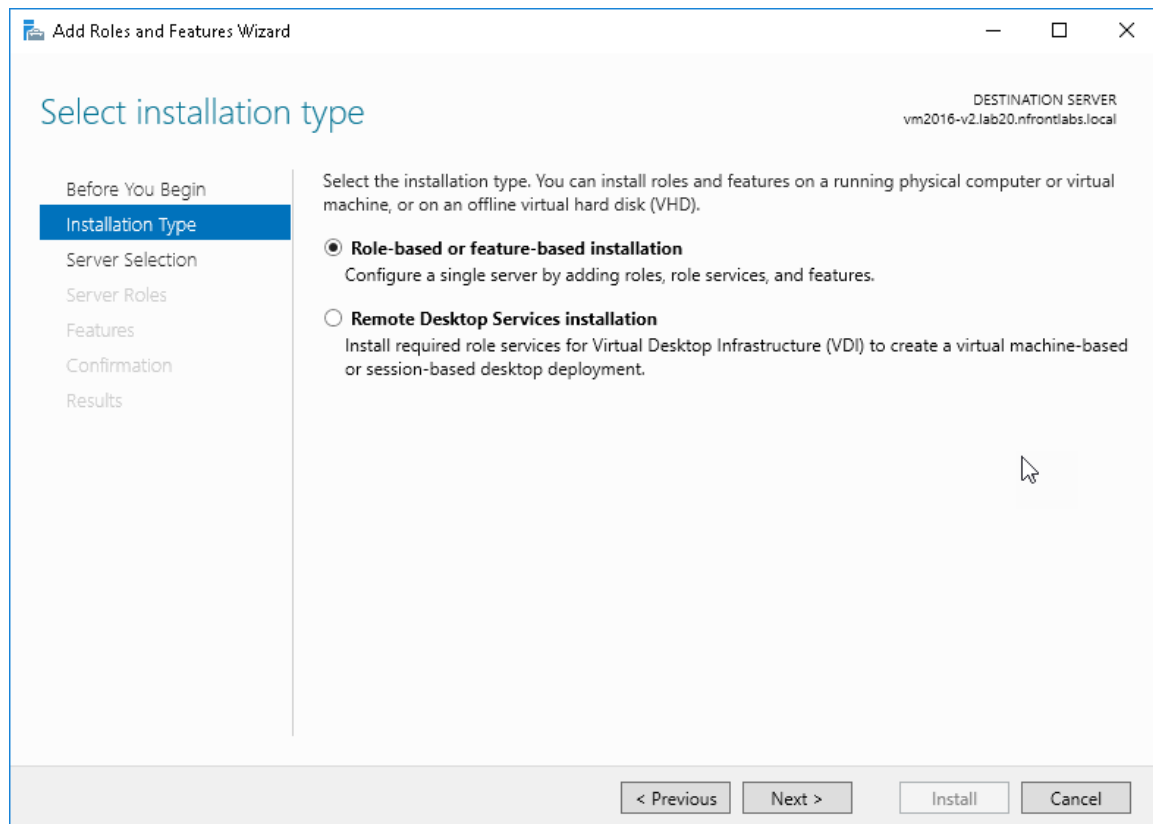 Add Roles and Features Wizard
Select installation type
DESTINATION SERVER
vm2016-v2.lab20.nfrontlabs.local
Before You Begin
Installation Type
Server Selection
Server Roles
Features
Confirmation
Results
Select the installation type. You can install roles and features on a running physical computer or virtual
machine, or on an offline virtual hard disk (VHD).
Role-based or feature-based installation
Configure a single server by adding roles, role services, and features.
Remote Desktop Services installation
Install required role services for Virtual Desktop Infrastructure (VDI) to create a virtual machine-based
or session-based desktop deployment.
< Previous
Next >
Install
Cancel